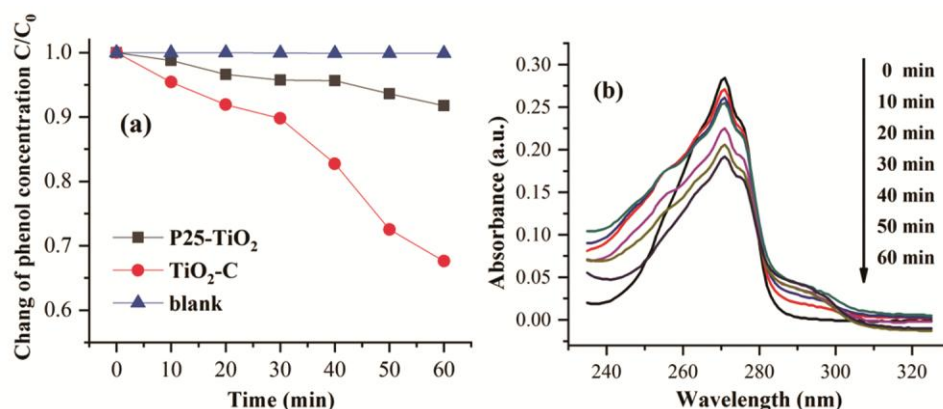 Chang of phenol concentration C/C₀
1.0
0.9
0.8
0.7
0.6
(a)
P25-TiO₂
TiO₂-C
blank
0 10 20 30 40 50 60
Time (min)
Absorbance (a.u.)
0.30
0.25
0.20
0.15
0.10
0.05
0.00
(b)
0 min
10 min
20 min
30 min
40 min
50 min
60 min
240 260 280 300 320
Wavelength (nm)